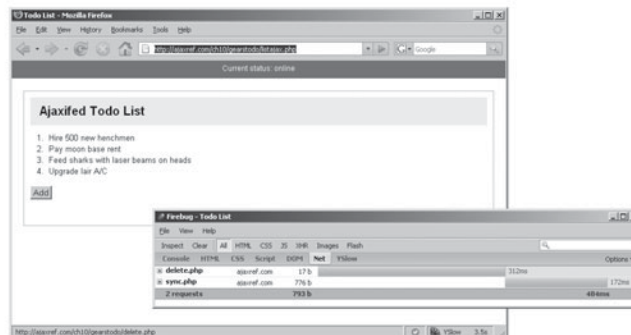 Todo List - Mozilla Firefox
File Edit View History Bookmarks Tools Help
http://ajaxref.com/ch10/gearstodo/listajax.php
Google
Current status: online
Ajaxifed Todo List
1. Hire 500 new henchmen
2. Pay moon base rent
3. Feed sharks with laser beams on heads
4. Upgrade lair A/C
Add
Firebug - Todo List
File View Help
Inspect Clear All HTML CSS JS XHR Images Flash
Console HTML CSS Script DOM Net YSlow Options
delete.php ajaxref.com 17 b 312ms
sync.php ajaxref.com 776 b 172ms
2 requests 793 b 484ms
http://ajaxref.com/ch10/gearstodo/delete.php
YSlow 3.5s